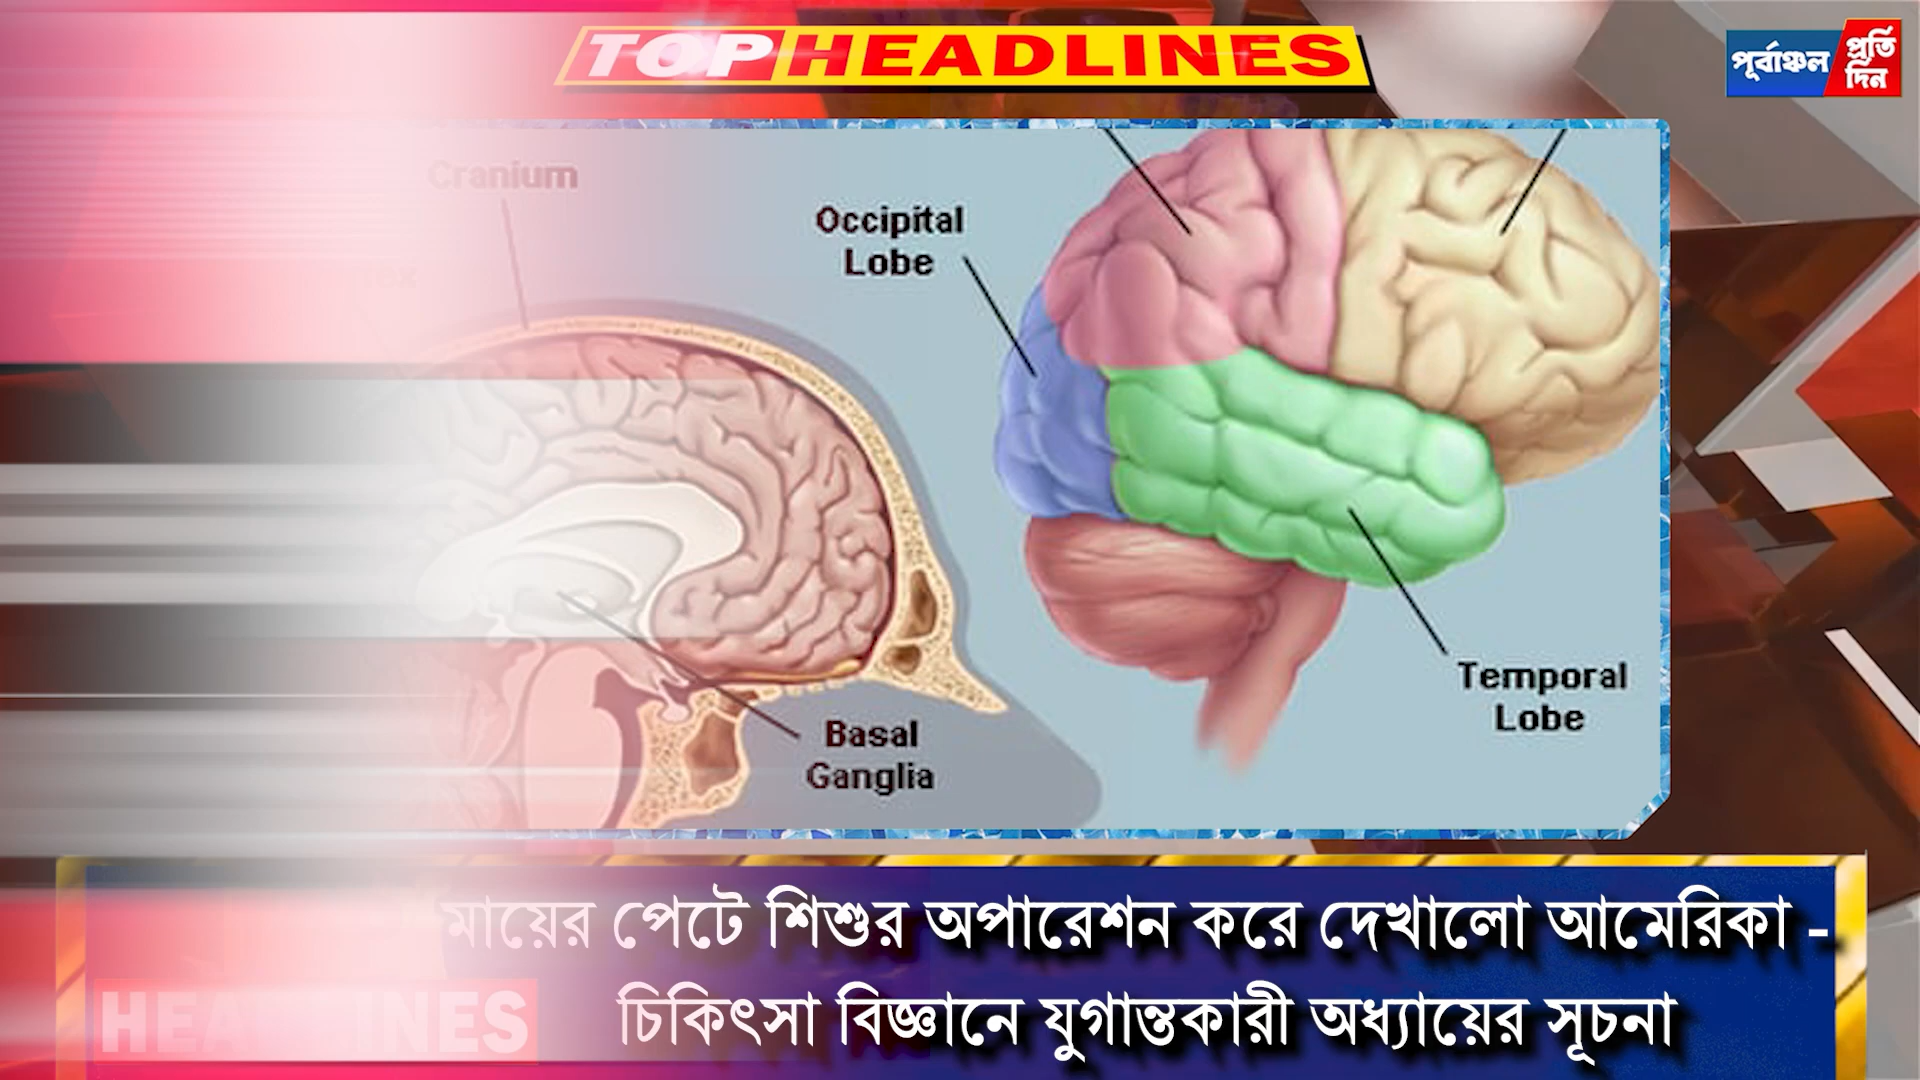 TOP HEADLINES
পূর্বাঞ্চল
প্রতি
দিন
Cranium
Occipital
Lobe
Temporal
Lobe
Basal
Ganglia
মায়ের পেটে শিশুর অপারেশন করে দেখালো আমেরিকা -
চিকিৎসা বিজ্ঞানে যুগান্তকারী অধ্যায়ের সূচনা
HEADLINES